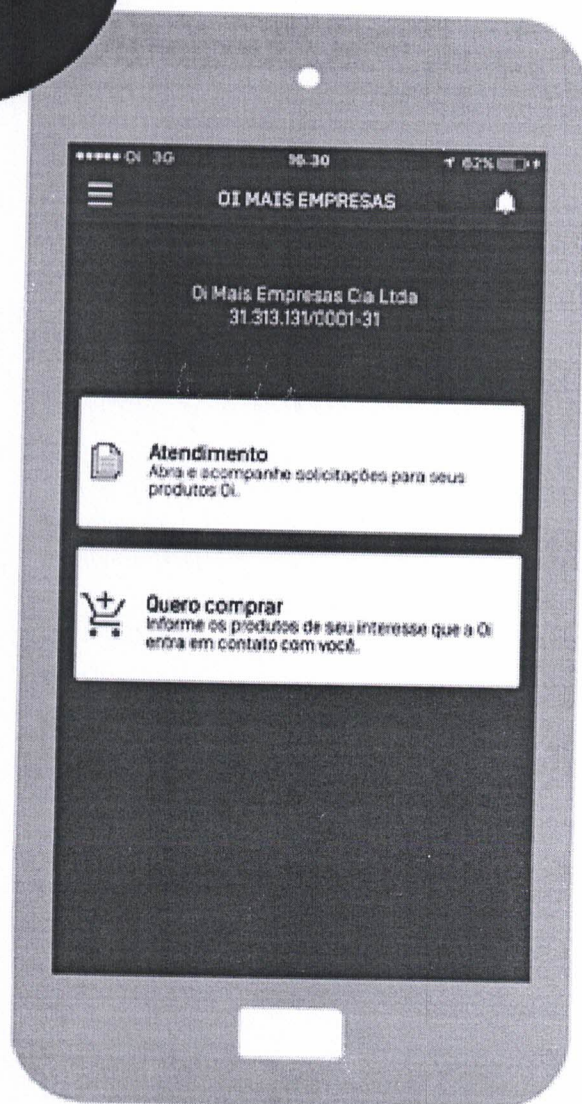 Oi 3G 16:30 62%
OI MAIS EMPRESAS
Oi Mais Empresas Cia Ltda
31.313.131/0001-31
Atendimento
Abra e acompanhe solicitações para seus
produtos Oi.
Quero comprar
Informe os produtos de seu interesse que a Oi
entra em contato com você.